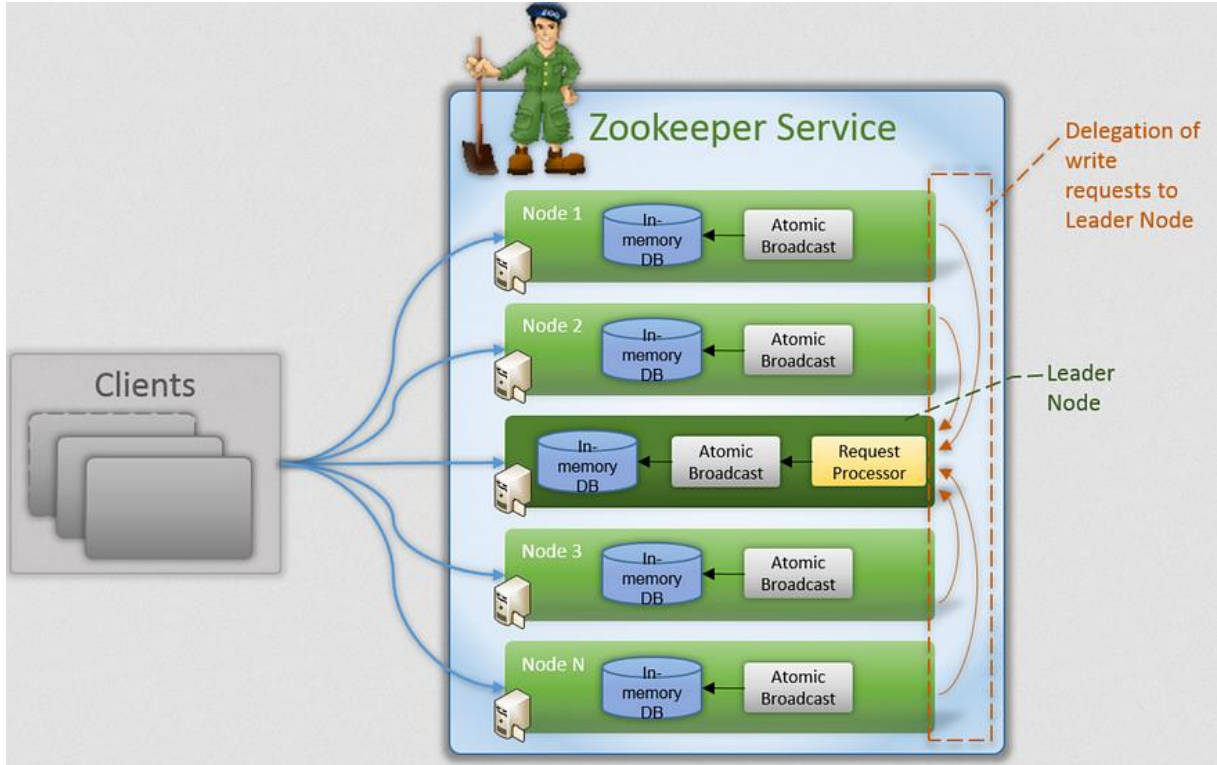 ZOO
Zookeeper Service
Delegation of
write
requests to
Leader Node
Node 1
In-
memory
DB
Atomic
Broadcast
Node 2
In-
memory
DB
Atomic
Broadcast
Leader
Node
Clients
In-
memory
DB
Atomic
Broadcast
Request
Processor
Node 3
In-
memory
DB
Atomic
Broadcast
Node N
In-
memory
DB
Atomic
Broadcast